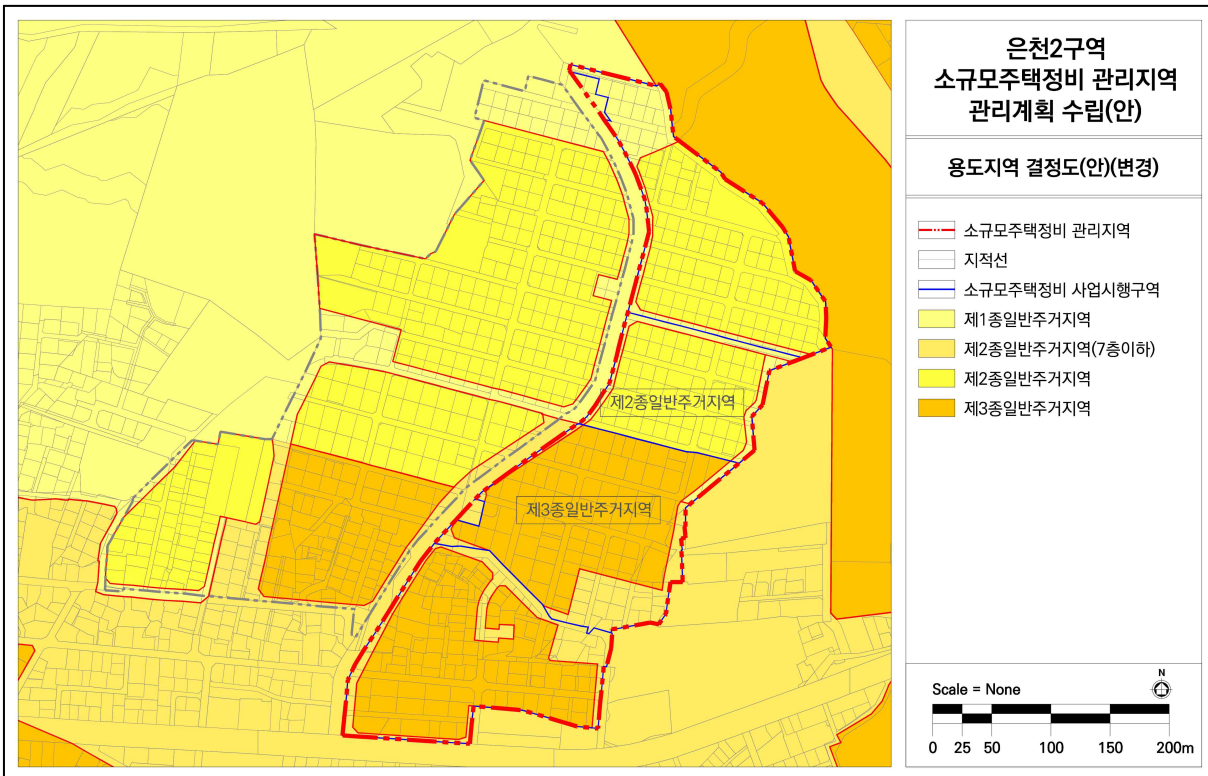 은천2구역
소규모주택정비 관리지역
관리계획 수립(안)
용도지역 결정도(안)(변경)
소규모주택정비 관리지역
지적선
소규모주택정비 사업시행구역
제1종일반주거지역
제2종일반주거지역(7층이하)
제2종일반주거지역
제3종일반주거지역
제2종일반주거지역
제3종일반주거지역
Scale = None
N
0 25 50 100 150 200m